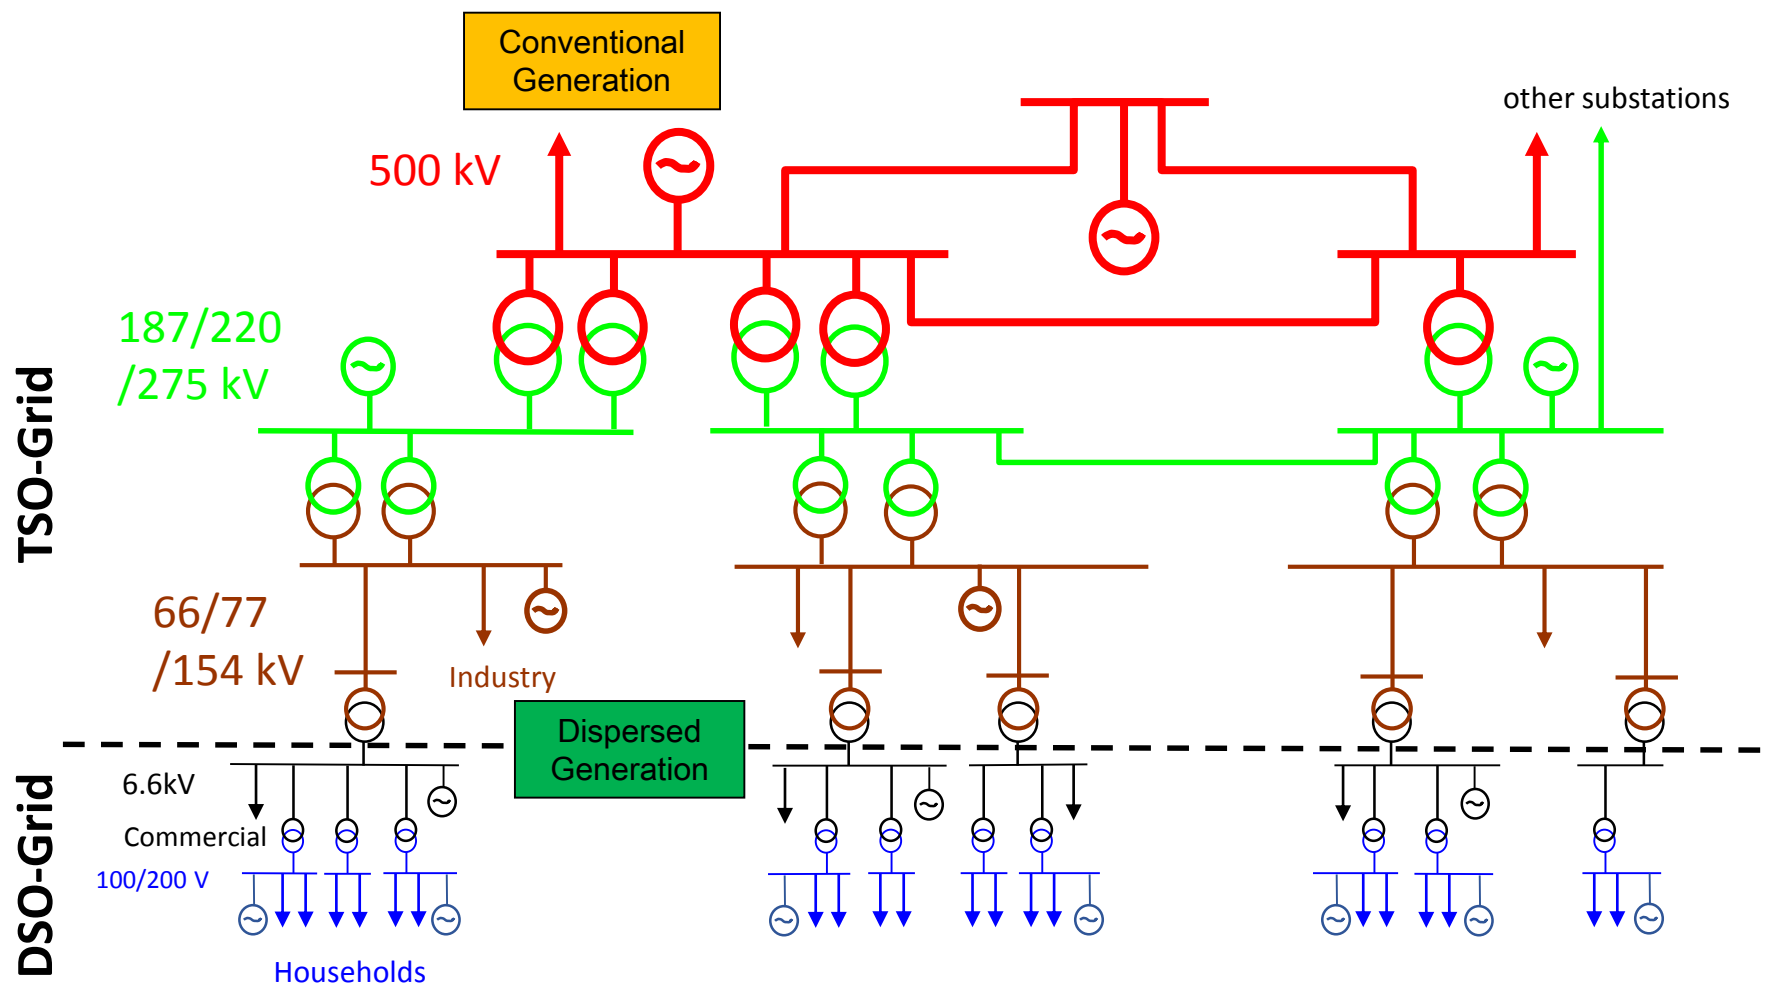 Conventional
Generation
other substations
500 kV
187/220
/275 kV
TSO-Grid
66/77
/154 kV
Industry
Dispersed
Generation
6.6kV
Commercial
100/200 V
DSO-Grid
Households